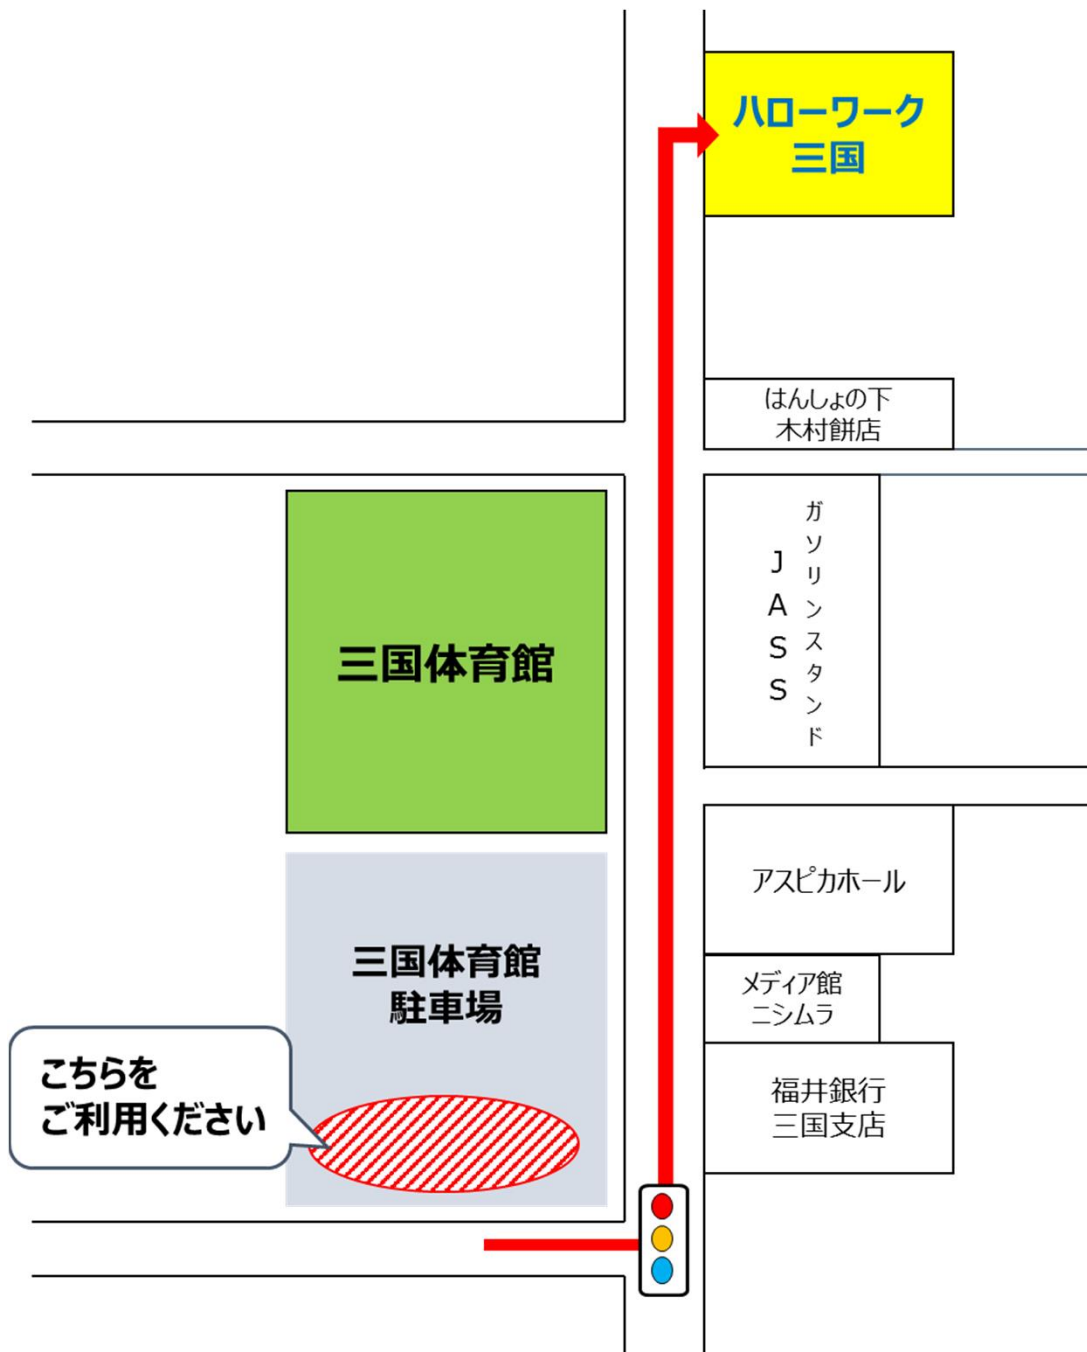 ハローワーク
三国
はんしょの下
木村餅店
ガソリンスタンド
JASS
三国体育館
アスピカホール
三国体育館
駐車場
メディア館
ニシムラ
こちらを
ご利用ください
福井銀行
三国支店